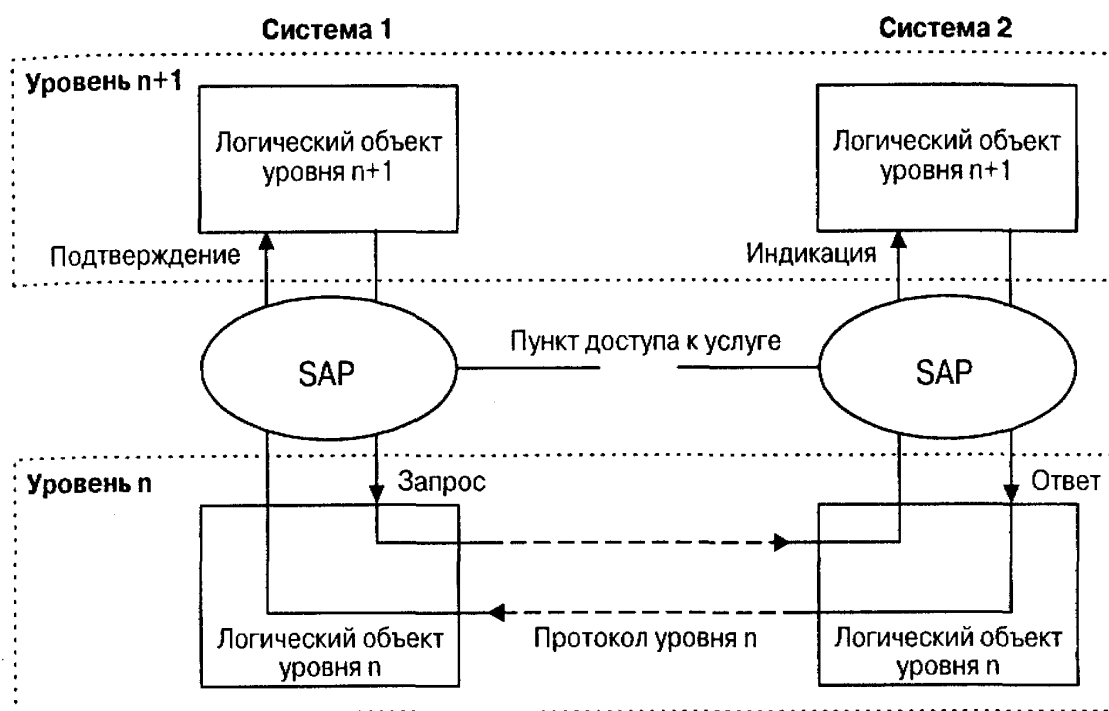 Система 1
Система 2
Уровень n+1
Логический объект
уровня n+1
Логический объект
уровня n+1
Подтверждение
Индикация
SAP
Пункт доступа к услуге
SAP
Уровень n
Запрос
Ответ
Логический объект
уровня n
Протокол уровня n
Логический объект
уровня n